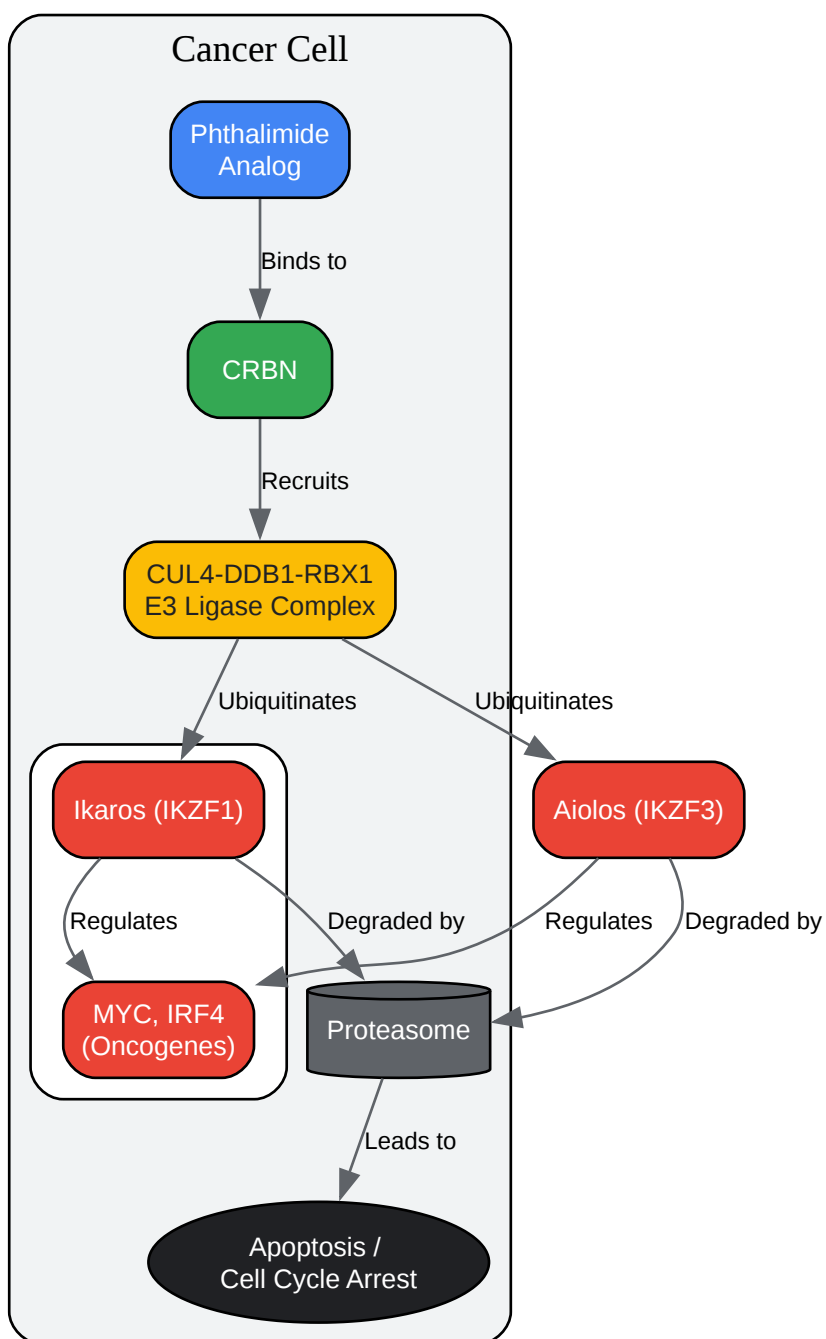 Cancer Cell
Phthalimide
Analog
Binds to
CRBN
Recruits
CUL4-DDB1-RBX1
E3 Ligase Complex
Ubiquitinates
Ubiquitinates
Ikaros (IKZF1)
Aiolos (IKZF3)
Regulates
Degraded by
Regulates
Degraded by
MYC, IRF4
(Oncogenes)
Proteasome
Leads to
Apoptosis /
Cell Cycle Arrest